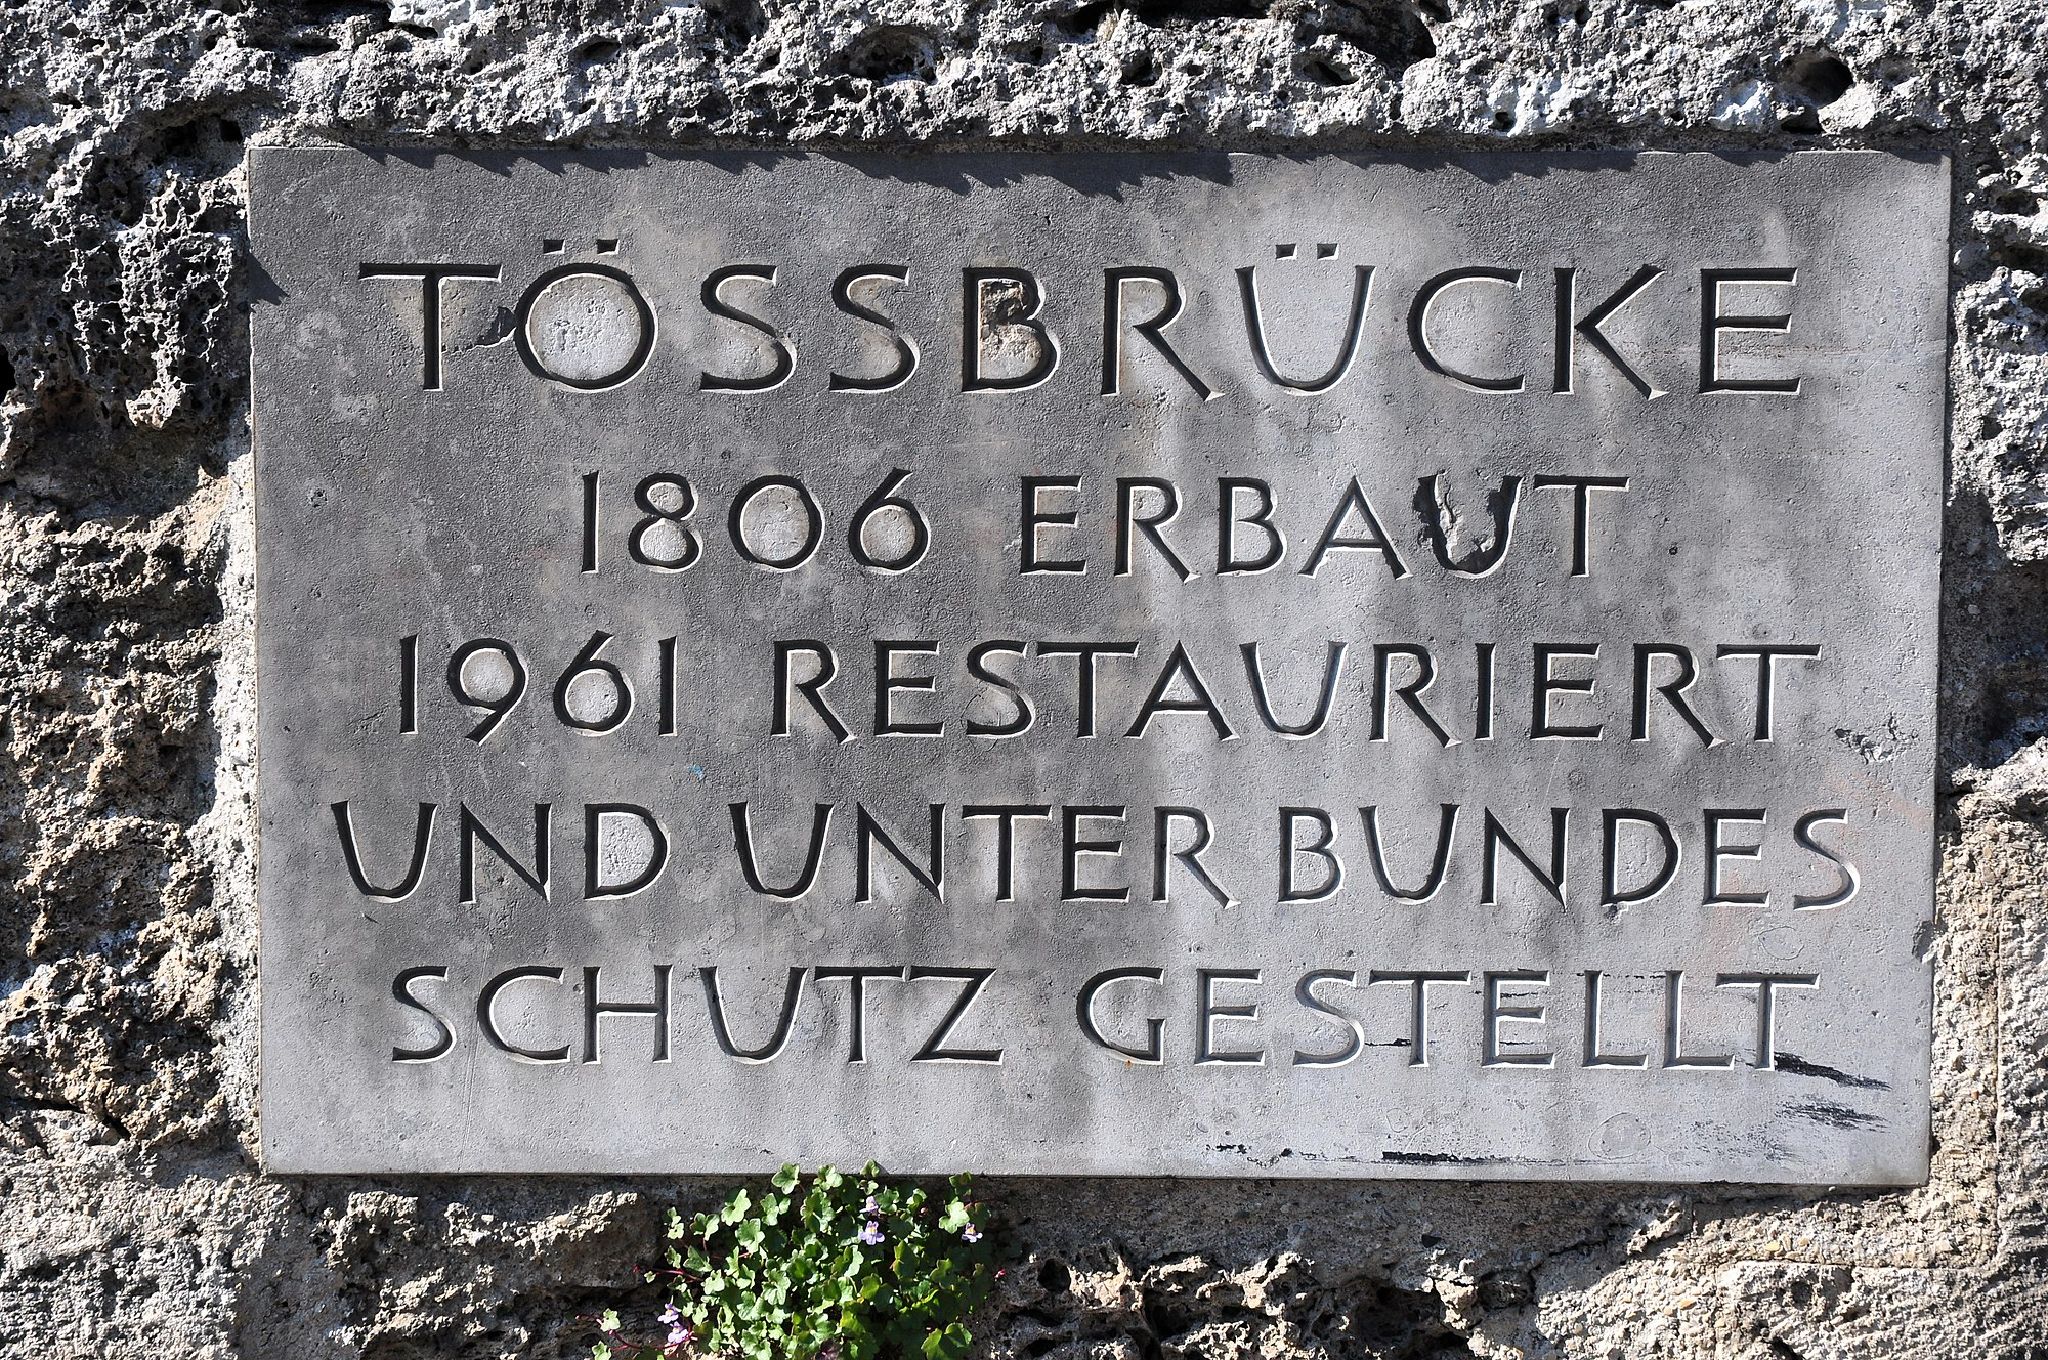 TÖSSBRÜCKE
1806 ERBAUT
1961 RESTAURIERT
UND UNTER BUNDES
SCHUTZ GESTELLT